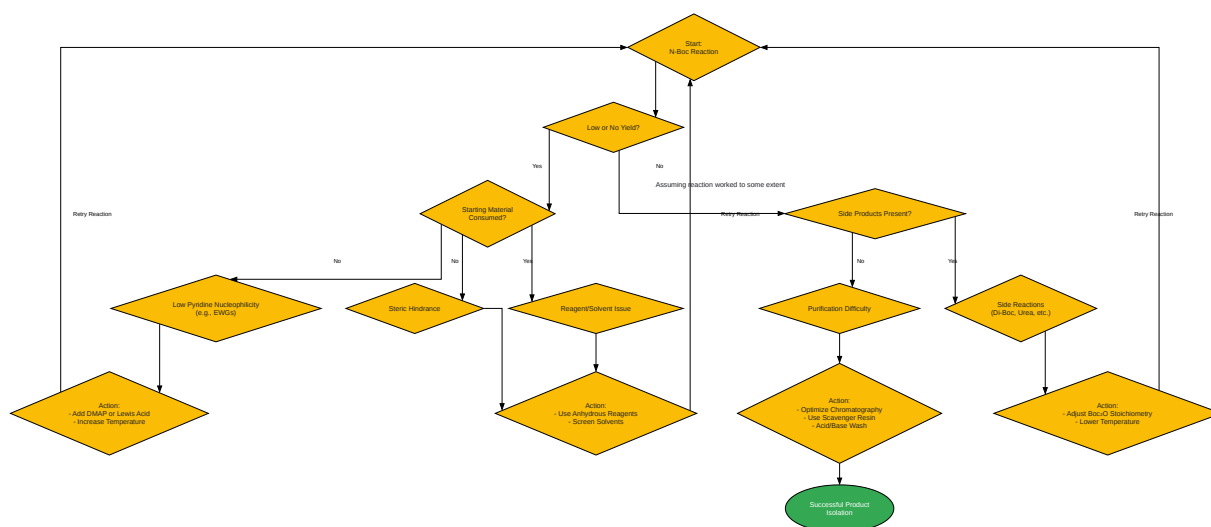 Start:
N-Boc Reaction
Low or No Yield?
Yes
No
Assuming reaction worked to some extent
Starting Material
Consumed?
Retry Reaction
Retry Reaction
Side Products Present?
Retry Reaction
No
No
Yes
No
Yes
Low Pyridine Nucleophilicity
(e.g., EWGs)
Steric Hindrance
Reagent/Solvent Issue
Purification Difficulty
Side Reactions
(Di-Boc, Urea, etc.)
Action:
- Add DMAP or Lewis Acid
- Increase Temperature
Action:
- Use Anhydrous Reagents
- Screen Solvents
Action:
- Optimize Chromatography
- Use Scavenger Resin
- Acid/Base Wash
Action:
- Adjust Boc₂O Stoichiometry
- Lower Temperature
Successful Product
Isolation